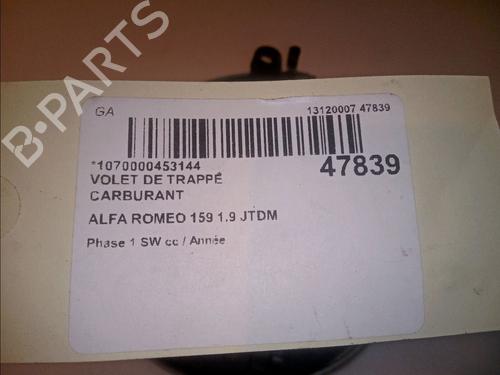 B-PARTS
GA
13120007 47839
*1070000453144
47839
VOLET DE TRAPPE
CARBURANT
ALFA ROMEO 159 1.9 JTDM
Phase 1 SW cc / Année